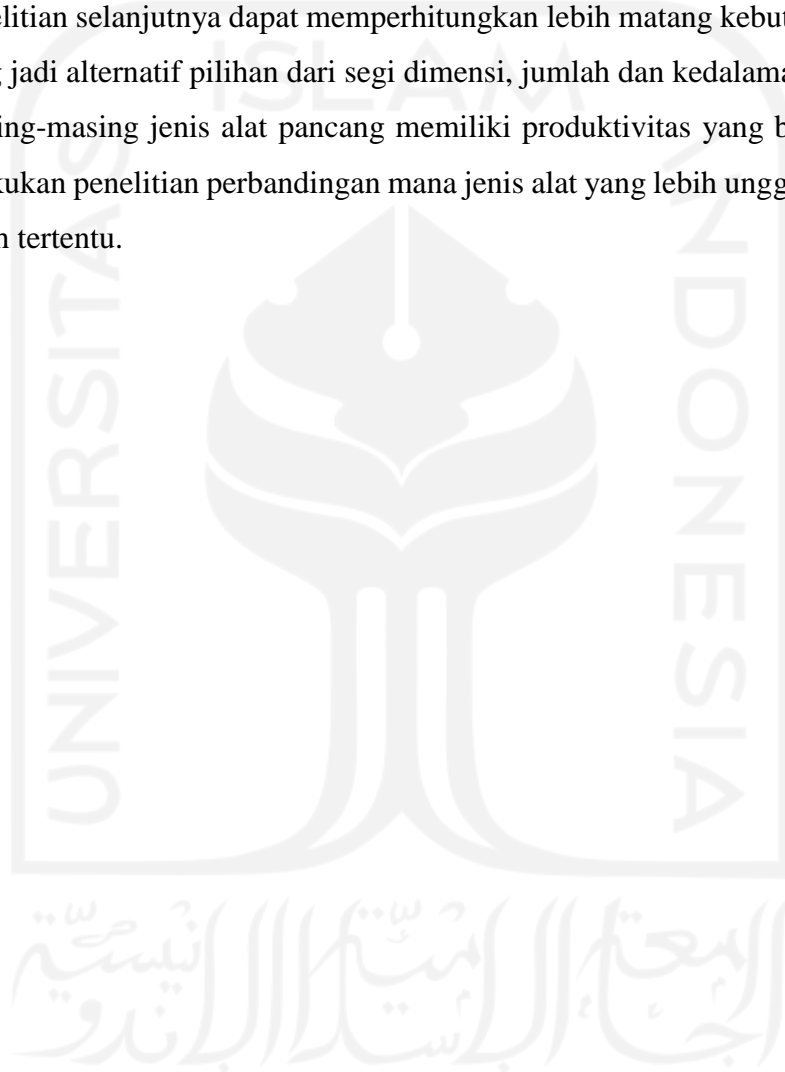 elitian selanjutnya dapat memperhitungkan lebih matang kebut
g jadi alternatif pilihan dari segi dimensi, jumlah dan kedalama
ing-masing jenis alat pancang memiliki produktivitas yang b
kukan penelitian perbandingan mana jenis alat yang lebih ungg
n tertentu.
ISLAM
UNIVERSITAS
INDONESIA